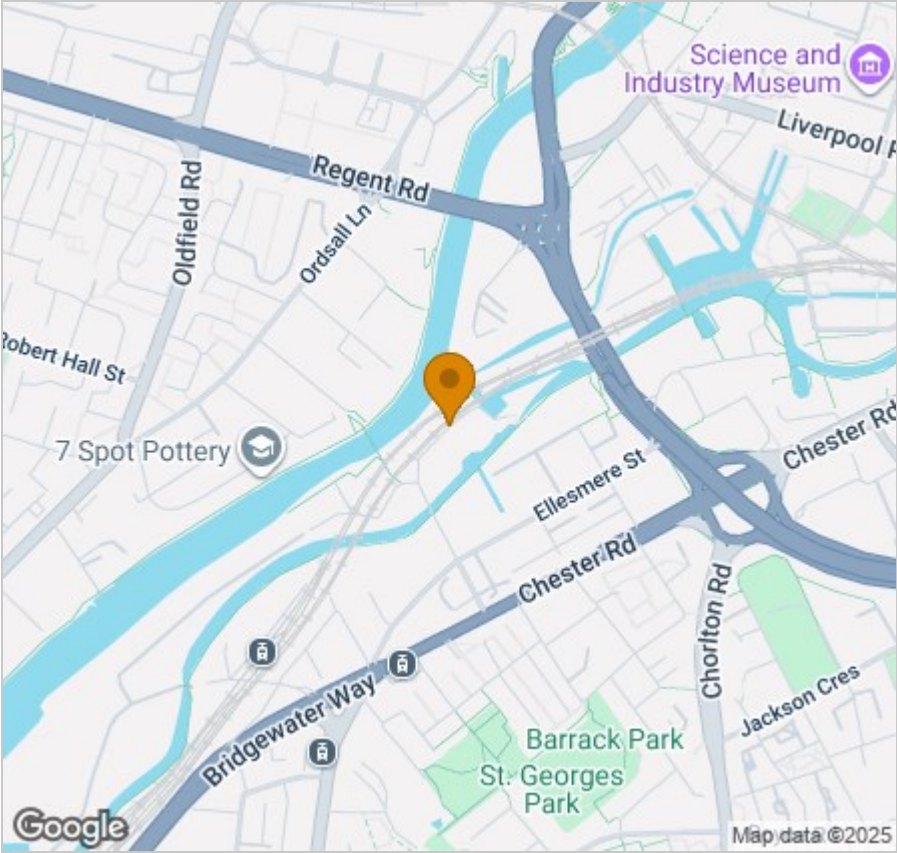 Science and
Industry Museum
Liverpool R
Regent Rd
Oldfield Rd
Ordsall Ln
Robert Hall St
7 Spot Pottery
Ellesmere St
Chester Rd
Chester Rd
Chorlton Rd
Jackson Cres
Bridgewater Way
Barrack Park
St. Georges
Park
Google
Map data ©2025